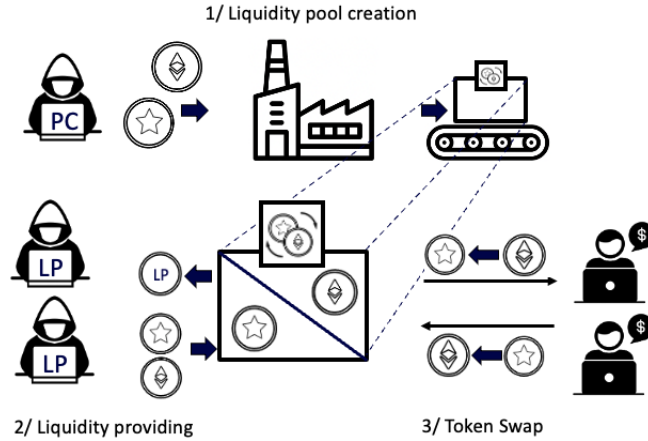 1/ Liquidity pool creation
PC
LP
LP
LP
$
$
2/ Liquidity providing
3/ Token Swap